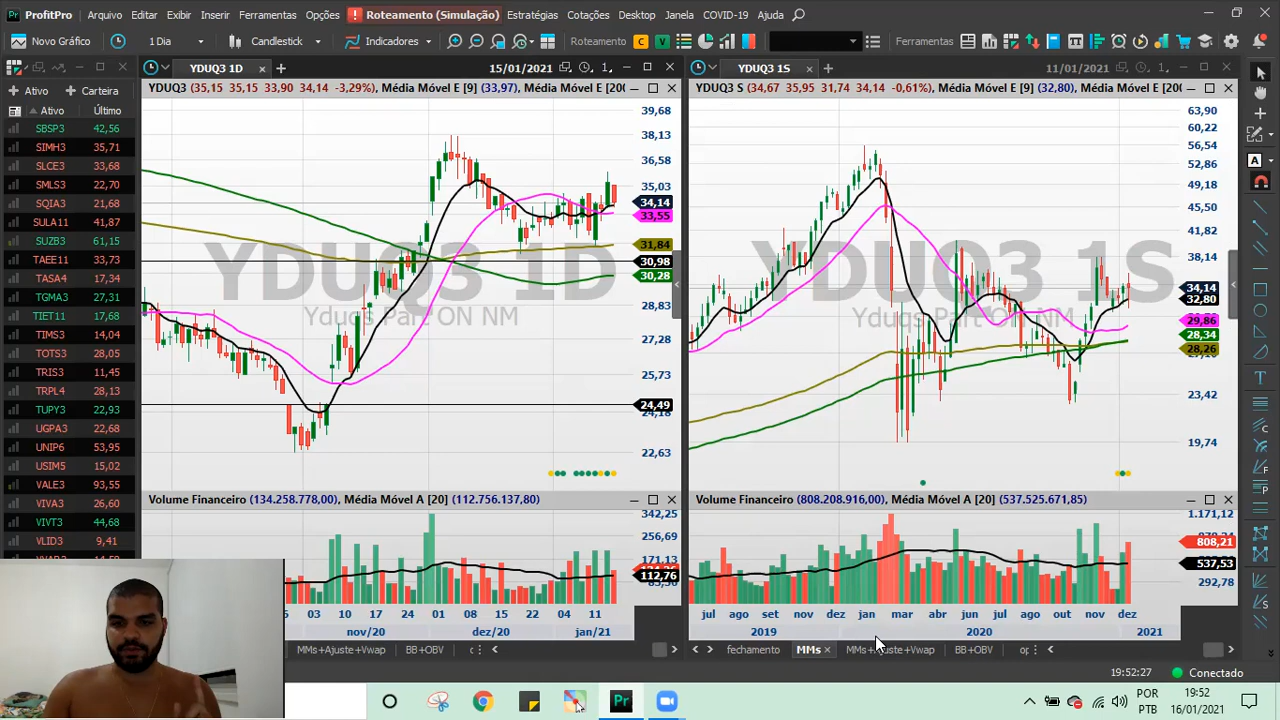 ProfitPro Arquivo Editar Exibir Inserir Ferramentas Opções Roteamento (Simulação) Estratégias Cotações Desktop Janela COVID-19 Ajuda
Novo Gráfico 1 Dia Candlestick Indicadores Roteamento C V Ferramentas
YDUQ3 1D 15/01/2021 1
YDUQ3 1S 11/01/2021 1
Ativo Carteira
Ativo Último
SBSP3 42,56
SIMH3 35,71
SLCE3 33,68
SMLS3 22,70
SQIA3 21,68
SULA11 41,87
SUZB3 61,15
TAEE11 33,73
TASA4 17,34
TGMA3 27,31
TIET11 17,68
TIMS3 14,04
TOTS3 28,05
TRIS3 11,45
TRPL4 28,13
TUPY3 22,93
UGPA3 22,68
UNIP6 53,95
USIM5 15,02
VALE3 93,55
VIVA3 26,60
VIVT3 44,68
VLID3 9,41
YDUQ3 D (35,15 35,15 33,90 34,14 -3,29%), Média Móvel E [9] (33,97), Média Móvel E [200
39,68
38,13
36,58
35,03
34,14
33,55
31,84
30,98
30,28
28,83
27,28
25,73
24,49
24,18
22,63
YDUQ3 1D
Yduqs Part ON NM
Volume Financeiro (134.258.778,00), Média Móvel A [20] (112.756.137,80)
342,25
256,69
171,13
112,76
03 10 17 24 01 08 15 22 04 11
nov/20 dez/20 jan/21
MMs+Ajuste+Vwap BB+OBV
YDUQ3 S (34,67 35,95 31,74 34,14 -0,61%), Média Móvel E [9] (32,80), Média Móvel E [200
63,90
60,22
56,54
52,86
49,18
45,50
41,82
38,14
34,14
32,80
29,86
28,34
28,26
23,42
19,74
YDUQ3 1S
Yduqs Part ON NM
Volume Financeiro (808.208.916,00), Média Móvel A [20] (537.525.671,85)
1.171,12
808,21
537,53
292,78
jul ago set nov dez jan mar abr jun jul ago out nov dez
2019 2020 2021
fechamento MMs MMs+Ajuste+Vwap BB+OBV
19:52:27 Conectado
Pr
POR
PTB
19:52
16/01/2021